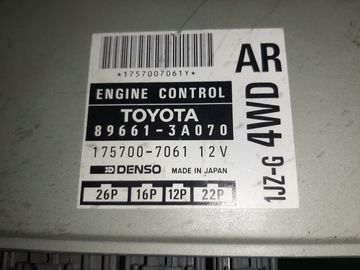 *1757007061Y*
ENGINE CONTROL
TOYOTA
89661-3A070
175700-7061 12V
DENSO MADE IN JAPAN
26P 16P 12P 22P
AR
1JZ-G 4WD